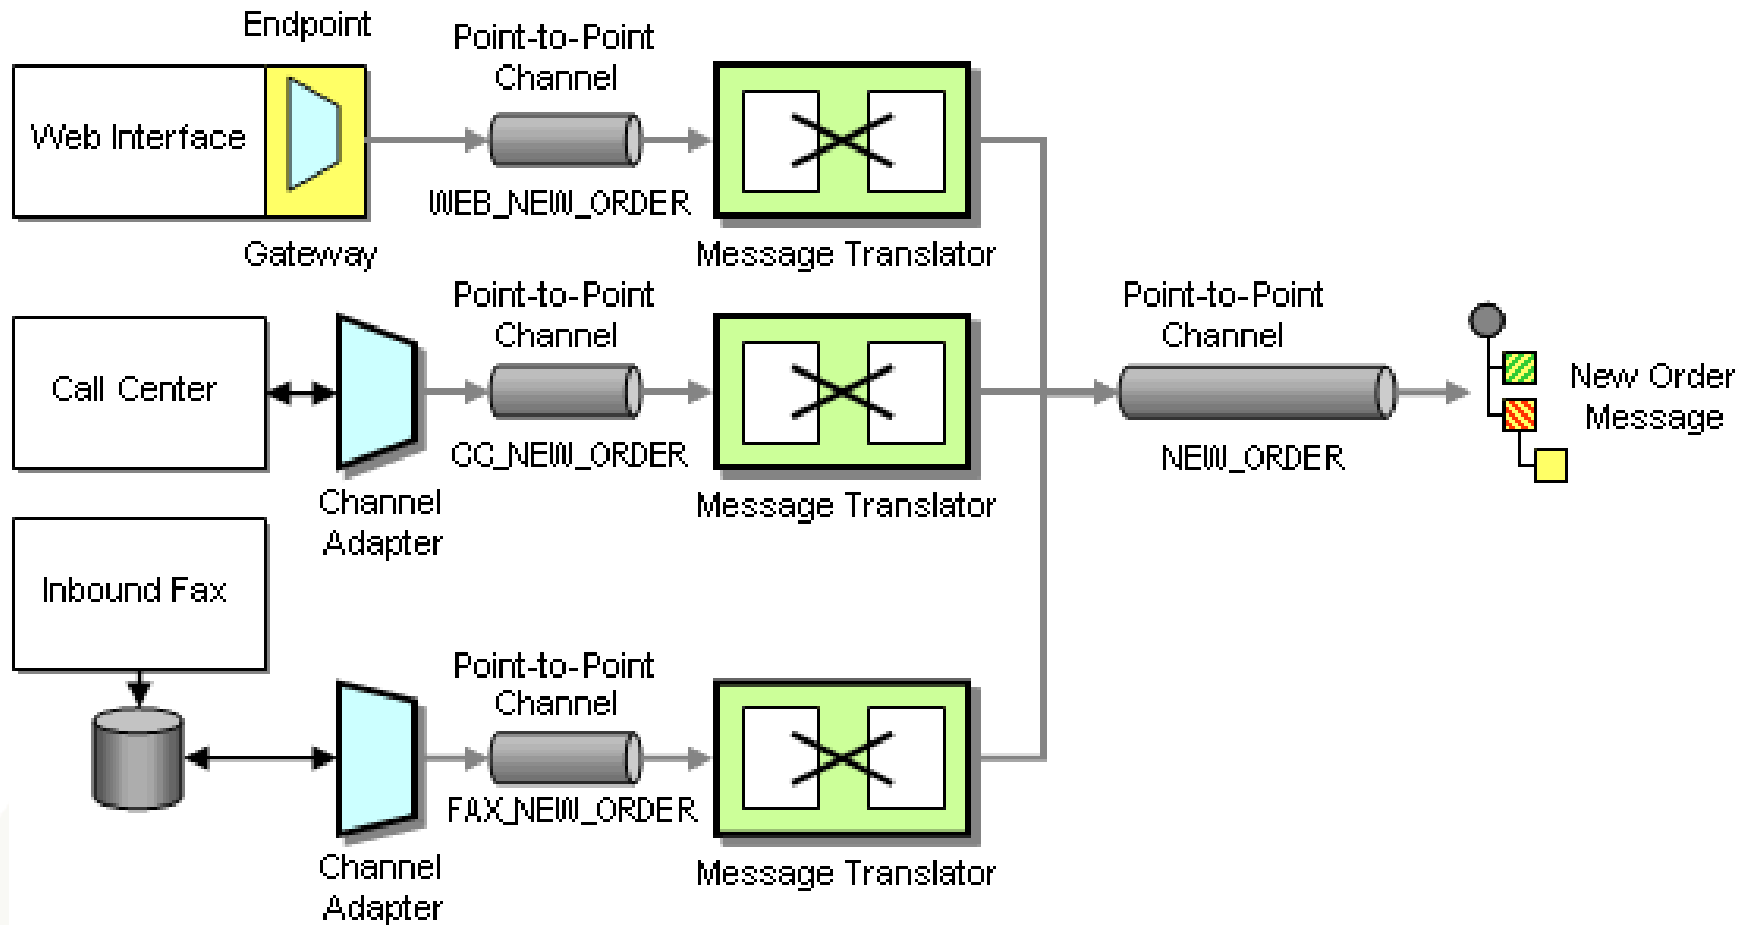 Endpoint
Point-to-Point
Channel
Web Interface
WEB_NEW_ORDER
Gateway
Message Translator
Point-to-Point
Channel
Call Center
CC_NEW_ORDER
Channel
Adapter
Message Translator
Point-to-Point
Channel
NEW_ORDER
New Order
Message
Inbound Fax
Point-to-Point
Channel
FAX_NEW_ORDER
Channel
Adapter
Message Translator